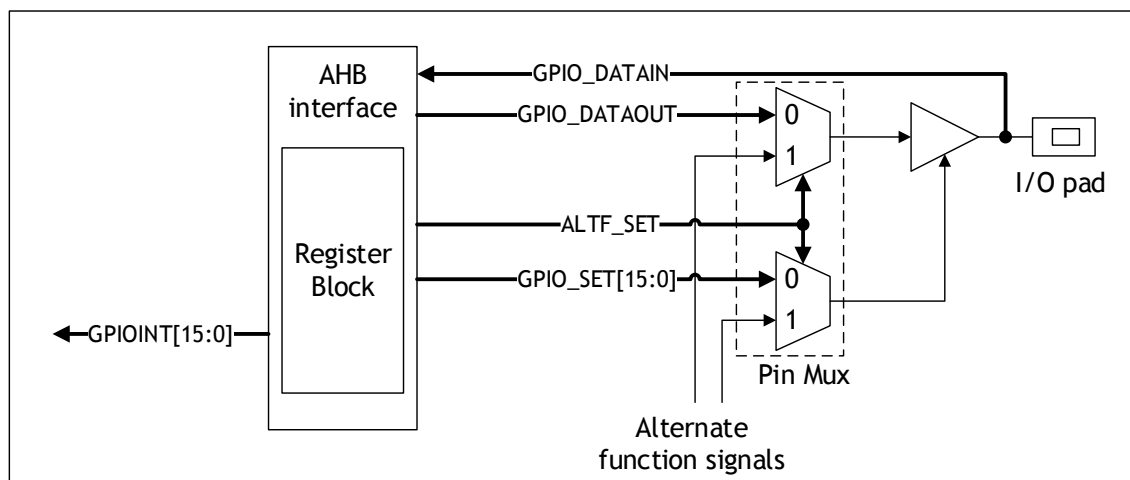 AHB
interface
GPIO_DATAIN
GPIO_DATAOUT
0
1
I/O pad
ALTF_SET
Register
Block
GPIO_SET[15:0]
0
1
GPIOINT[15:0]
Pin Mux
Alternate
function signals